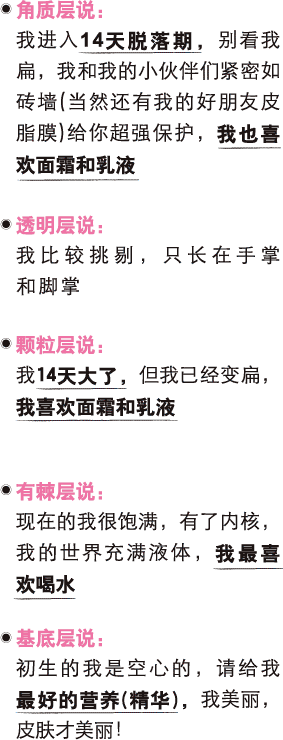 角质层说：
我进入14天脱落期，别看我
扁，我和我的小伙伴们紧密如
砖墙(当然还有我的好朋友皮
脂膜)给你超强保护，我也喜
欢面霜和乳液
透明层说：
我比较挑剔，只长在手掌
和脚掌
颗粒层说：
我14天大了，但我已经变扁，
我喜欢面霜和乳液
有棘层说：
现在的我很饱满，有了内核，
我的世界充满液体，我最喜
欢喝水
基底层说：
初生的我是空心的，请给我
最好的营养(精华)，我美丽，
皮肤才美丽！